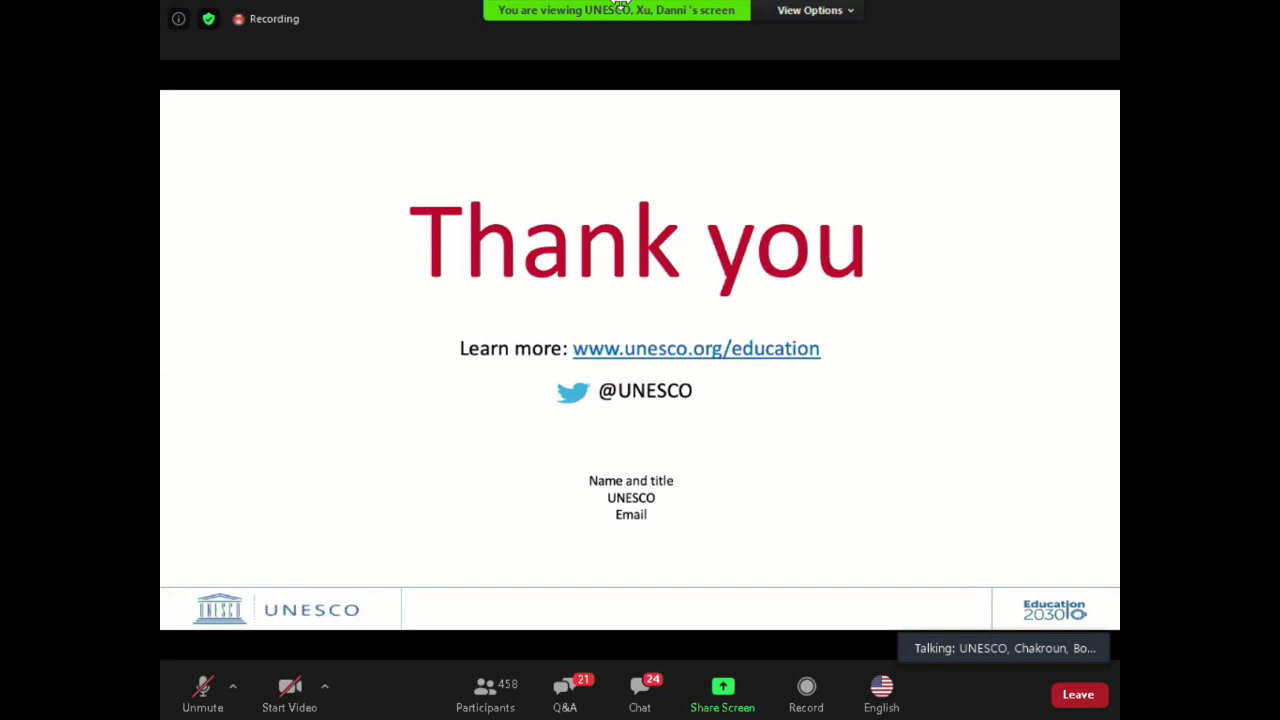 Recording
You are viewing UNESCO, Xu, Danni 's screen
View Options
Thank you
Learn more: www.unesco.org/education
@UNESCO
Name and title
UNESCO
Email
UNESCO
UNESCO
Education
2030
Talking: UNESCO, Chakroun, Bo...
Unmute
Start Video
458
Participants
21
Q&A
24
Chat
Share Screen
Record
English
Leave